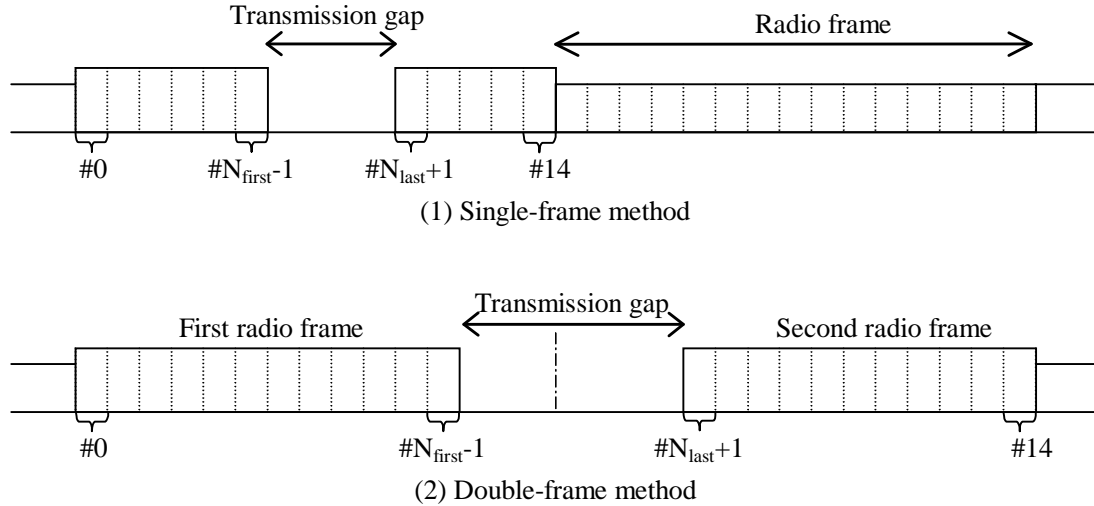 Transmission gap
Radio frame
#0 #Nfirst-1 #Nlast+1 #14
(1) Single-frame method
Transmission gap
First radio frame Second radio frame
#0 #Nfirst-1 #Nlast+1 #14
(2) Double-frame method